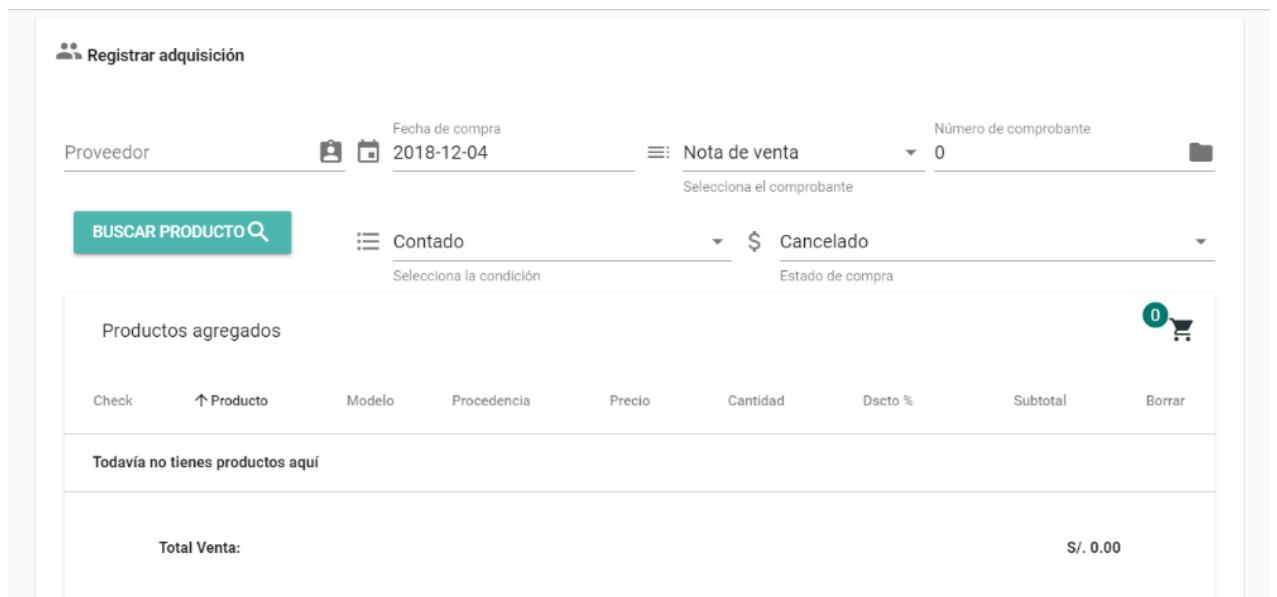 Registrar adquisición
Fecha de compra
Número de comprobante
Proveedor
2018-12-04
Nota de venta
0
Selecciona el comprobante
BUSCAR PRODUCTO
Contado
$ Cancelado
Selecciona la condición
Estado de compra
Productos agregados
0
Check Producto Modelo Procedencia Precio Cantidad Dscto % Subtotal Borrar
Todavía no tienes productos aquí
Total Venta: S/. 0.00